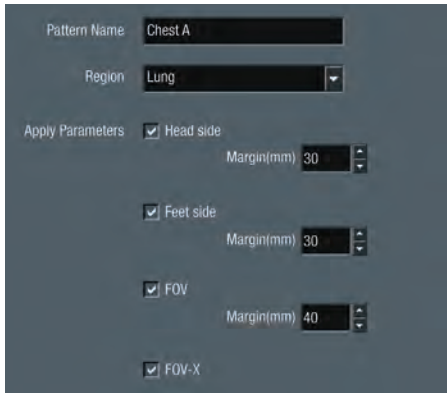 Pattern Name Chest A
Region Lung
Apply Parameters Head side
Margin(mm) 30
Feet side
Margin(mm) 30
FOV
Margin(mm) 40
FOV-X